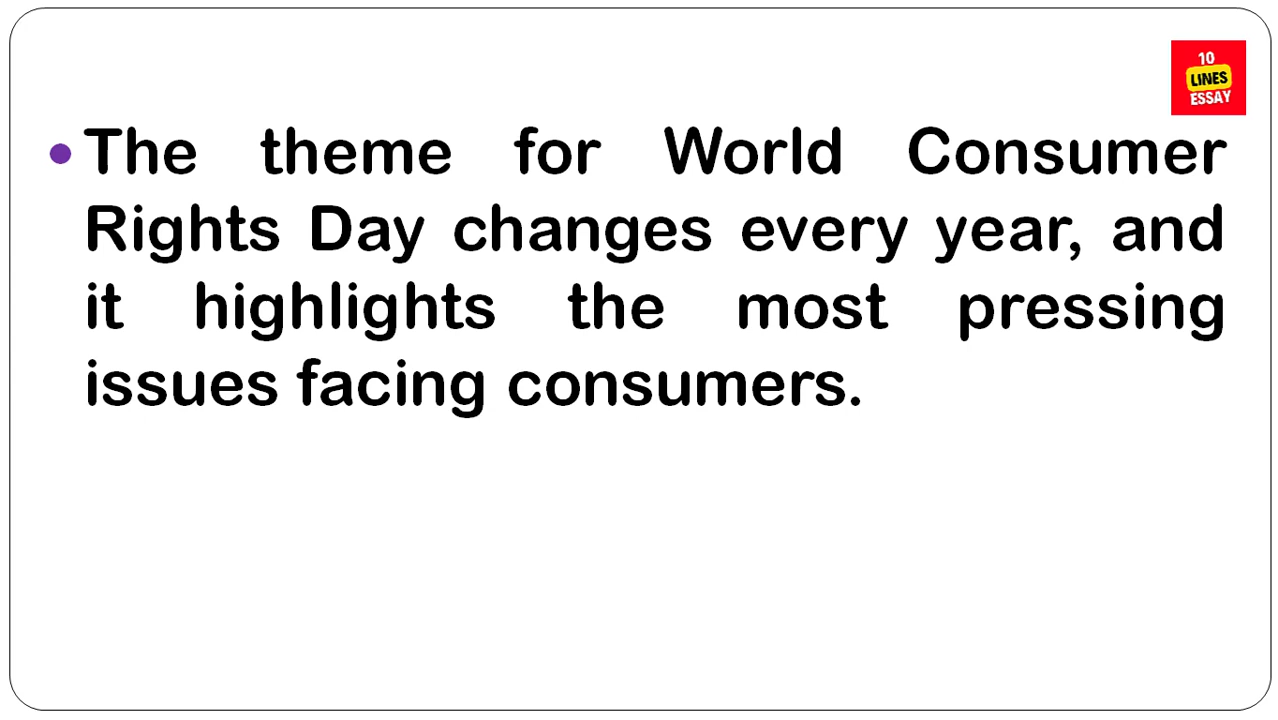 10
LINES
ESSAY
• The theme for World Consumer
Rights Day changes every year, and
it highlights the most pressing
issues facing consumers.